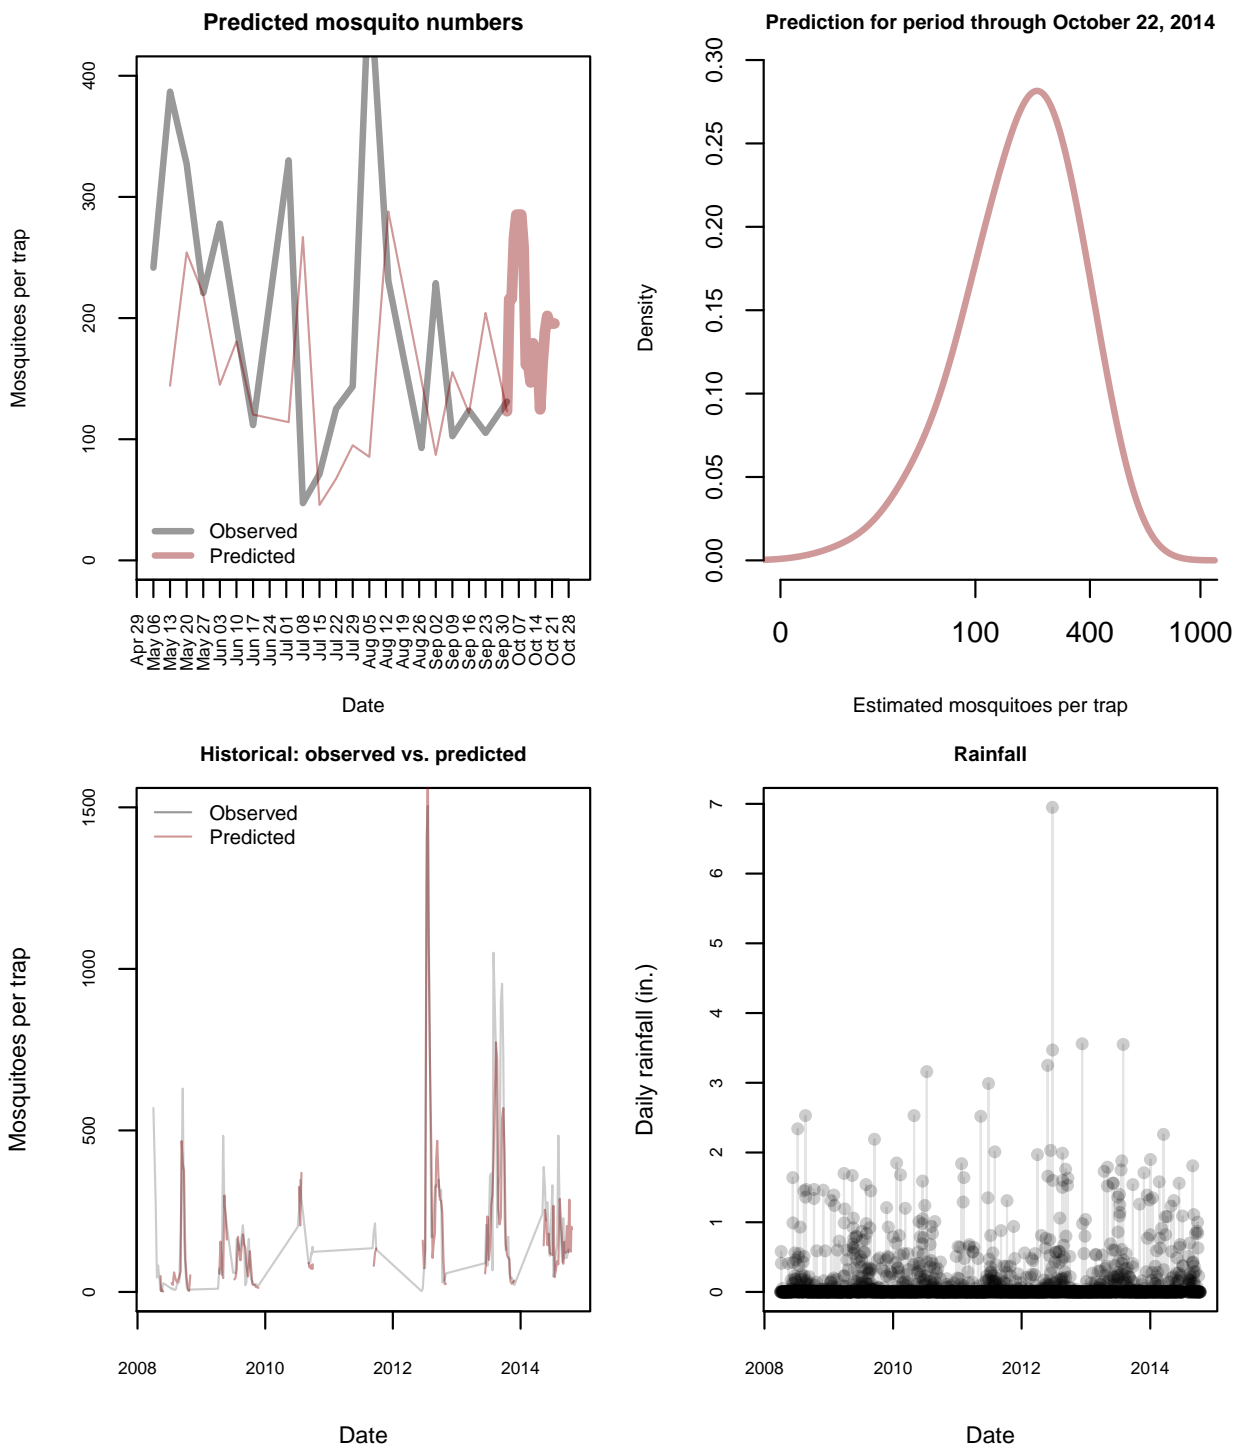 Predicted mosquito numbers
Mosquitoes per trap
400
300
200
100
0
Observed
Predicted
Apr 29
May 06
May 13
May 20
May 27
Jun 03
Jun 10
Jun 17
Jun 24
Jul 01
Jul 08
Jul 15
Jul 22
Jul 29
Aug 05
Aug 12
Aug 19
Aug 26
Sep 02
Sep 09
Sep 16
Sep 23
Sep 30
Oct 07
Oct 14
Oct 21
Oct 28
Date
Prediction for period through October 22, 2014
Density
0.30
0.25
0.20
0.15
0.10
0.05
0.00
0 100 400 1000
Estimated mosquitoes per trap
Historical: observed vs. predicted
Mosquitoes per trap
1500
1000
500
0
Observed
Predicted
2008 2010 2012 2014
Date
Rainfall
Daily rainfall (in.)
7
6
5
4
3
2
1
0
2008 2010 2012 2014
Date